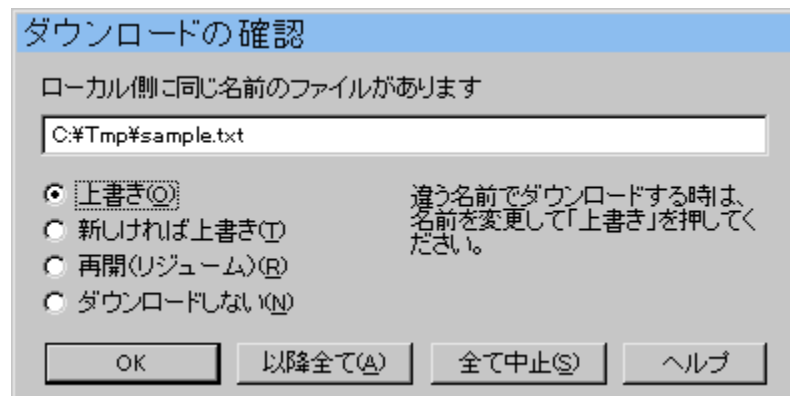 ダウンロードの確認
ローカル側に同じ名前のファイルがあります
C:¥Tmp¥sample.txt
上書き(O)
新しければ上書き(T)
再開(リジューム)(R)
ダウンロードしない(N)
違う名前でダウンロードする時は、
名前を変更して「上書き」を押してく
ださい。
OK
以降全て(A)
全て中止(S)
ヘルプ